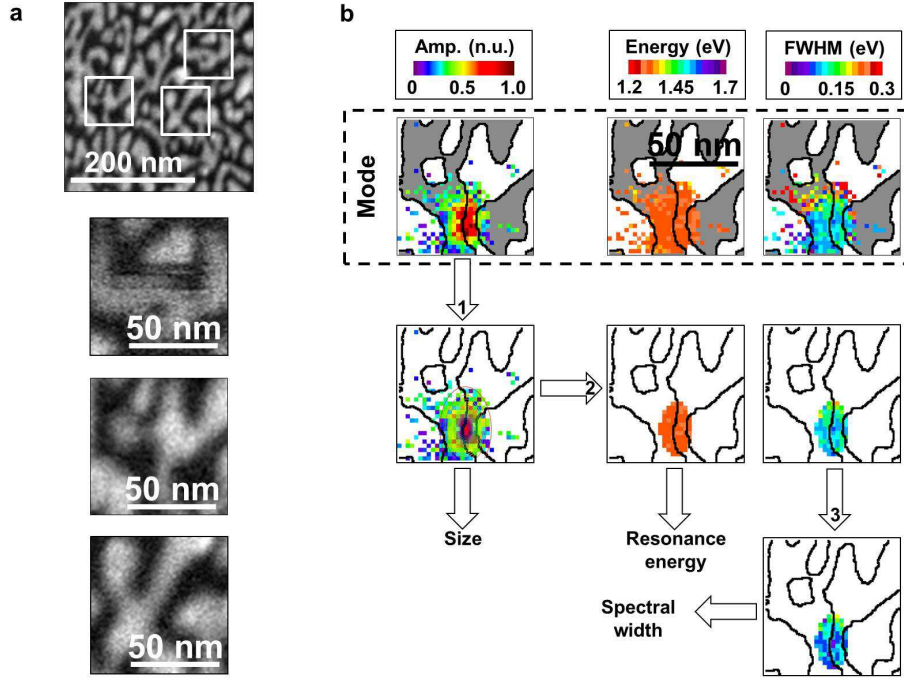 a
200 nm
50 nm
50 nm
50 nm
b
Amp. (n.u.)
0 0.5 1.0
Energy (eV)
1.2 1.45 1.7
FWHM (eV)
0 0.15 0.3
Mode
50 nm
1
2
3
Size
Resonance
energy
Spectral
width